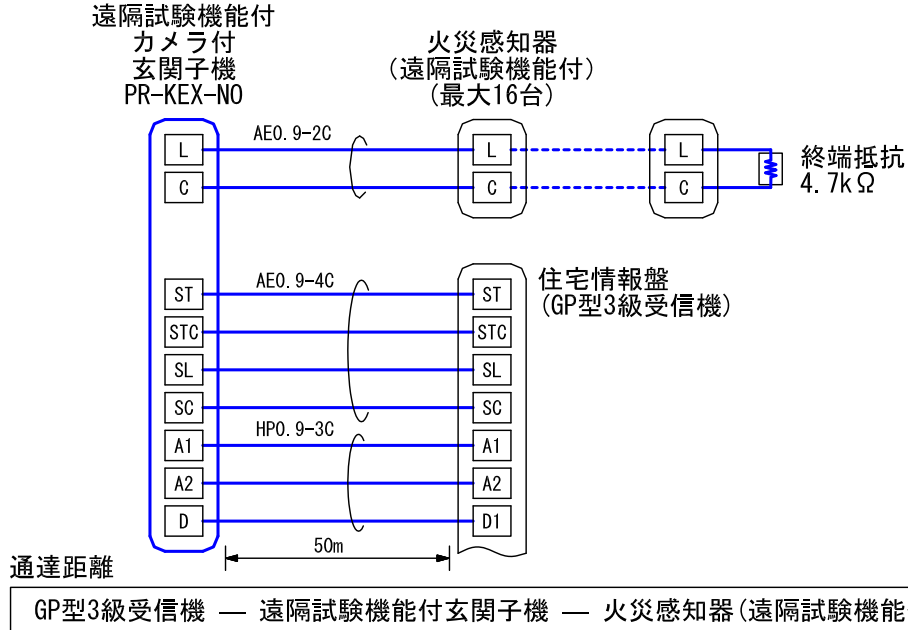 遠隔試験機能付
カメラ付
玄関子機
PR-KEX-NO
火災感知器
(遠隔試験機能付)
(最大16台)
L
AE0.9-2C
L
L
C
C
C
終端抵抗
4.7kΩ
ST
AE0.9-4C
ST
住宅情報盤
(GP型3級受信機)
STC
STC
SL
SL
SC
SC
HP0.9-3C
A1
A1
A2
A2
D
D1
50m
通達距離
GP型3級受信機 ― 遠隔試験機能付玄関子機 ― 火災感知器(遠隔試験機能